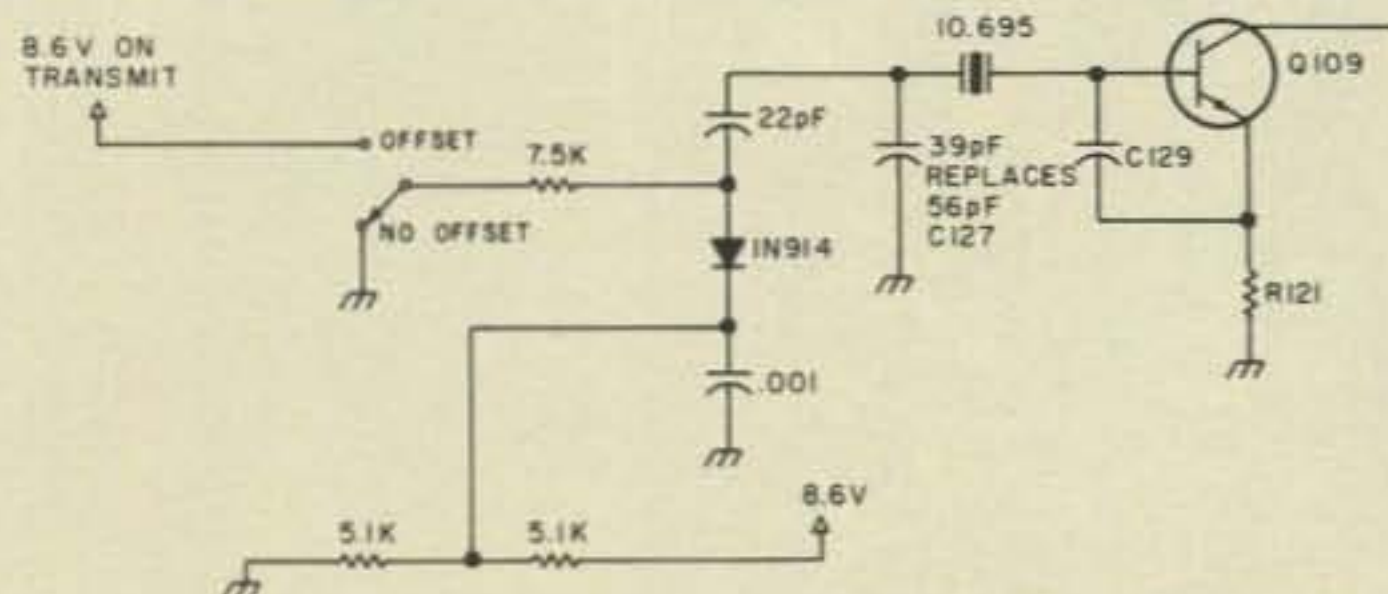 8.6V ON
TRANSMIT
OFFSET
NO OFFSET
7.5K
22pF
10.695
Q109
39pF
REPLACES
56pF
C127
C129
R121
IN914
.001
8.6V
5.1K
5.1K